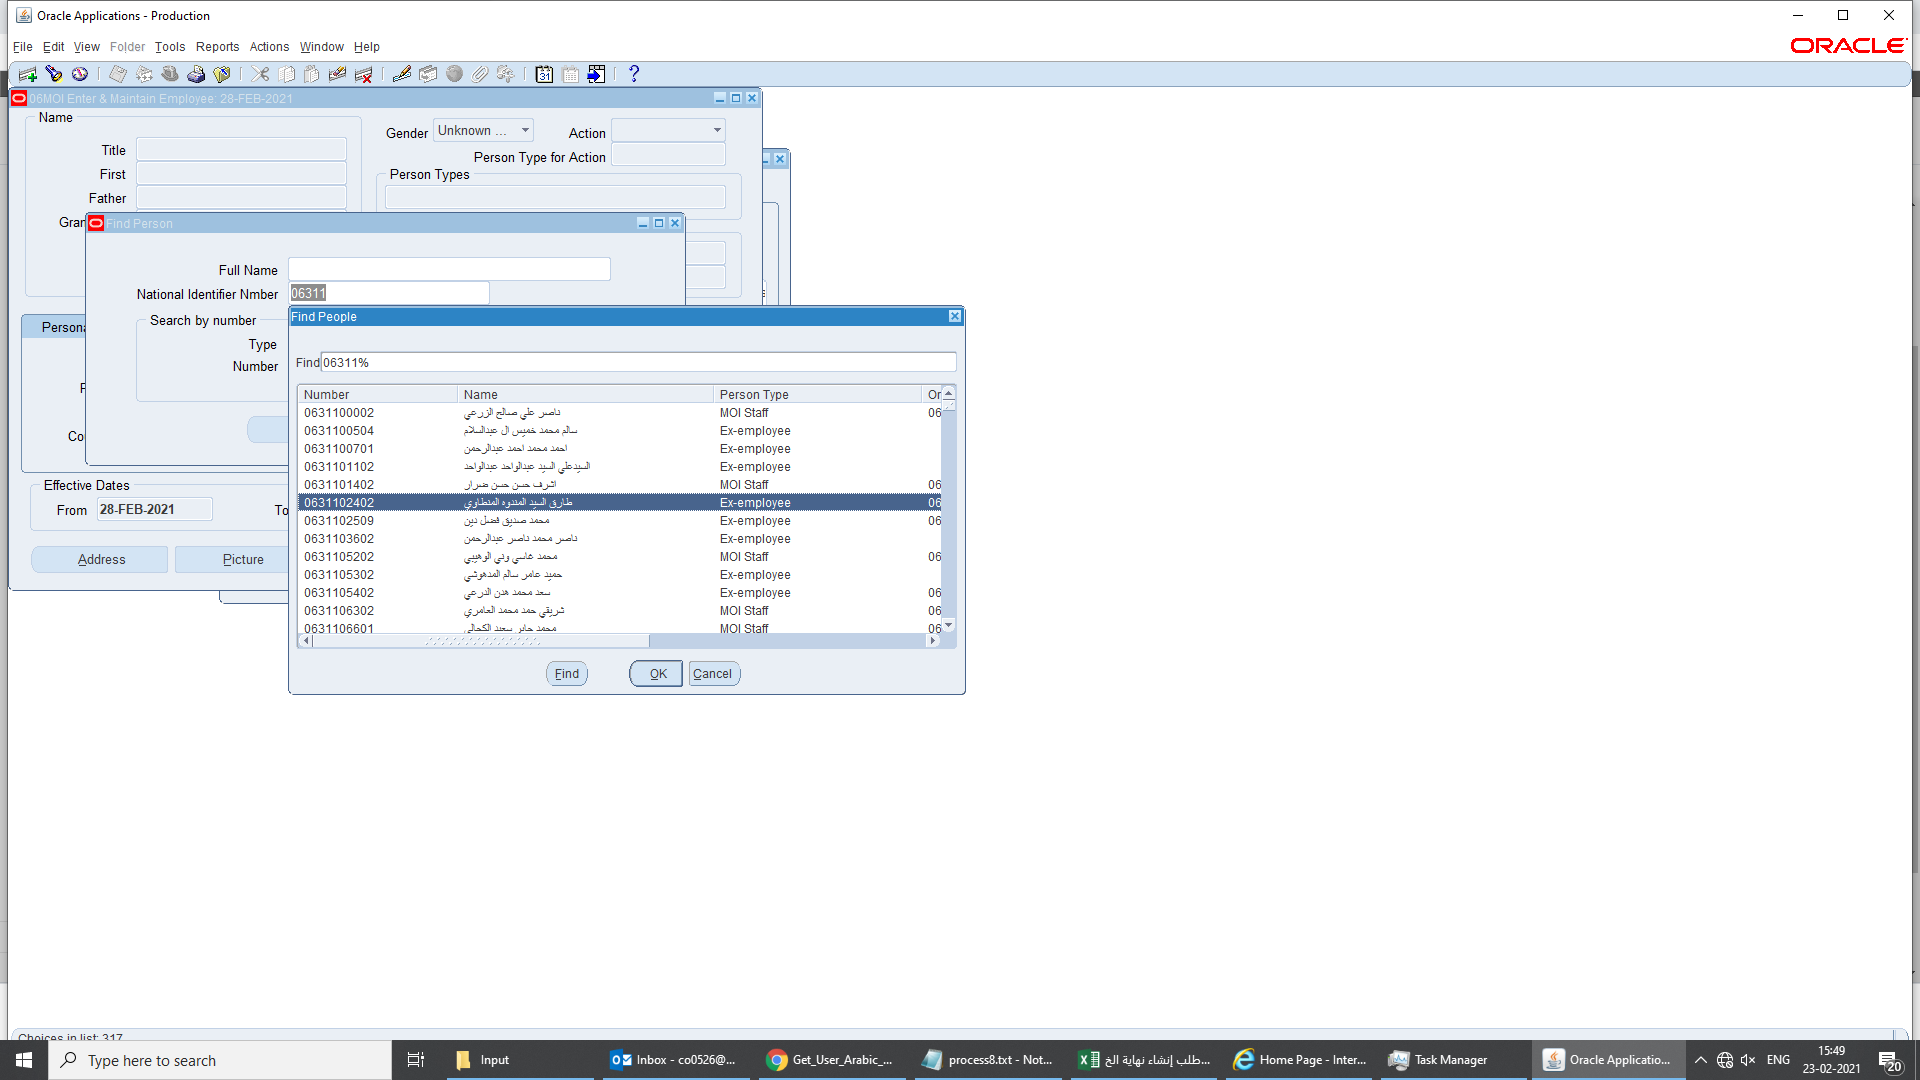 Oracle Applications - Production
File Edit View Folder Tools Reports Actions Window Help
ORACLE
06MOI Enter & Maintain Employee: 28-FEB-2021
Name
Title
First
Father
Gran
Gender Unknown ... Action
Person Type for Action
Person Types
Find Person
Full Name
National Identifier Nmber 06311
Search by number
Type
Number
Persona
Co
Effective Dates
From 28-FEB-2021 To
Address Picture
Find People
Find 06311%
Number Name Person Type Or
0631100002 ناصر علي صالح الزرعي MOI Staff 06
0631100504 سالم محمد خميس ال عبدالسلام Ex-employee
0631100701 احمد محمد احمد عبدالرحمن Ex-employee
0631101102 السيدعلي السيد عبدالواحد عبدالواحد Ex-employee
0631101402 اشرف حسن حسن ضرار MOI Staff 06
0631102402 طارق السيد المندوه المنطاوي Ex-employee 06
0631102509 محمد صديق فضل دين Ex-employee 06
0631103602 ناصر محمد ناصر عبدالرحمن Ex-employee
0631105202 محمد غاسي وني الوهيبي MOI Staff 06
0631105302 حميد عامر سالم المدهوشي Ex-employee
0631105402 سعد محمد هدن الذرعي Ex-employee 06
0631106302 شريقي حمد محمد العامري MOI Staff 06
0631106601 محمد جابر سعيد الكحالي MOI Staff 06
Find OK Cancel
Choices in list: 317
Type here to search
Input
Inbox - co0526@...
Get_User_Arabic_...
process8.txt - Not...
طلب إنشاء نهاية الخ...
Home Page - Inter...
Task Manager
Oracle Applicatio...
ENG
15:49
23-02-2021
20